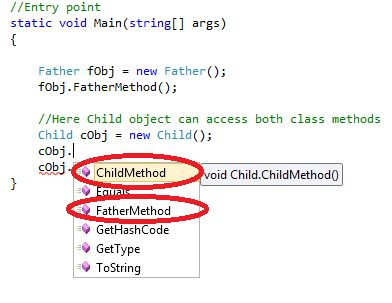 //Entry point
static void Main(string[] args)
{
Father fObj = new Father();
fObj.FatherMethod();
//Here Child object can access both class methods
Child cObj = new Child();
cObj.
cObj.
ChildMethod
void Child.ChildMethod()
Equals
FatherMethod
GetHashCode
GetType
ToString
}